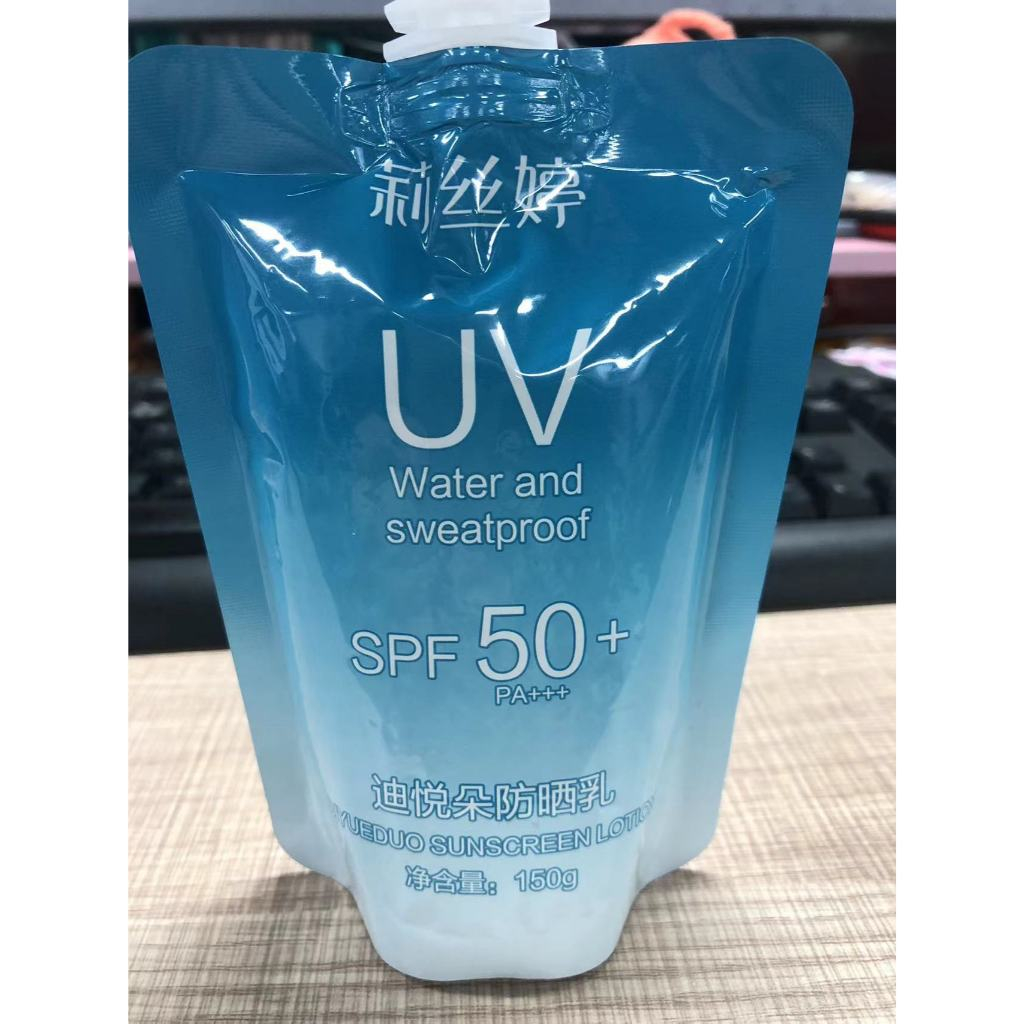 莉丝婷
UV
Water and
sweatproof
SPF 50+
PA+++
迪悦朵防晒乳
SUNSCREEN LOTION
净含量：150g